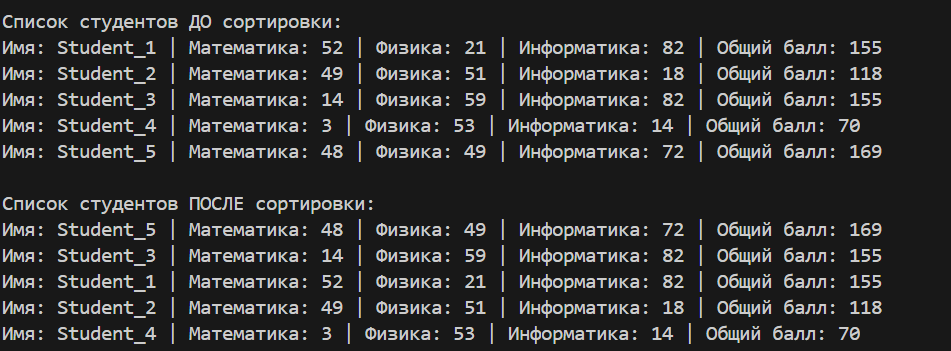 Список студентов ДО сортировки:
Имя: Student_1 | Математика: 52 | Физика: 21 | Информатика: 82 | Общий балл: 155
Имя: Student_2 | Математика: 49 | Физика: 51 | Информатика: 18 | Общий балл: 118
Имя: Student_3 | Математика: 14 | Физика: 59 | Информатика: 82 | Общий балл: 155
Имя: Student_4 | Математика: 3 | Физика: 53 | Информатика: 14 | Общий балл: 70
Имя: Student_5 | Математика: 48 | Физика: 49 | Информатика: 72 | Общий балл: 169
Список студентов ПОСЛЕ сортировки:
Имя: Student_5 | Математика: 48 | Физика: 49 | Информатика: 72 | Общий балл: 169
Имя: Student_3 | Математика: 14 | Физика: 59 | Информатика: 82 | Общий балл: 155
Имя: Student_1 | Математика: 52 | Физика: 21 | Информатика: 82 | Общий балл: 155
Имя: Student_2 | Математика: 49 | Физика: 51 | Информатика: 18 | Общий балл: 118
Имя: Student_4 | Математика: 3 | Физика: 53 | Информатика: 14 | Общий балл: 70